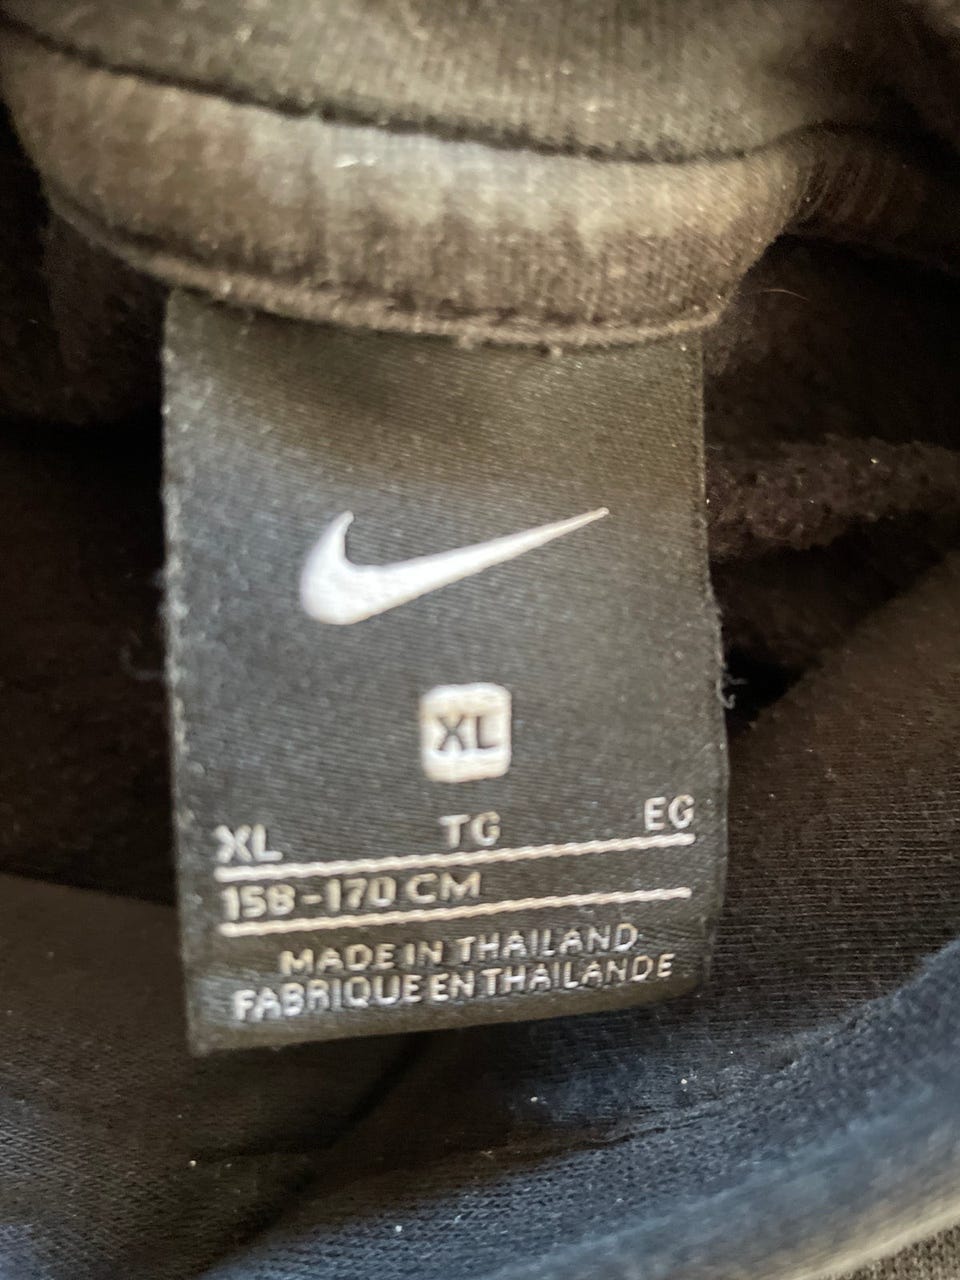 XL
XL TG EG
158-170 CM
MADE IN THAILAND
FABRIQUE EN THAILANDE